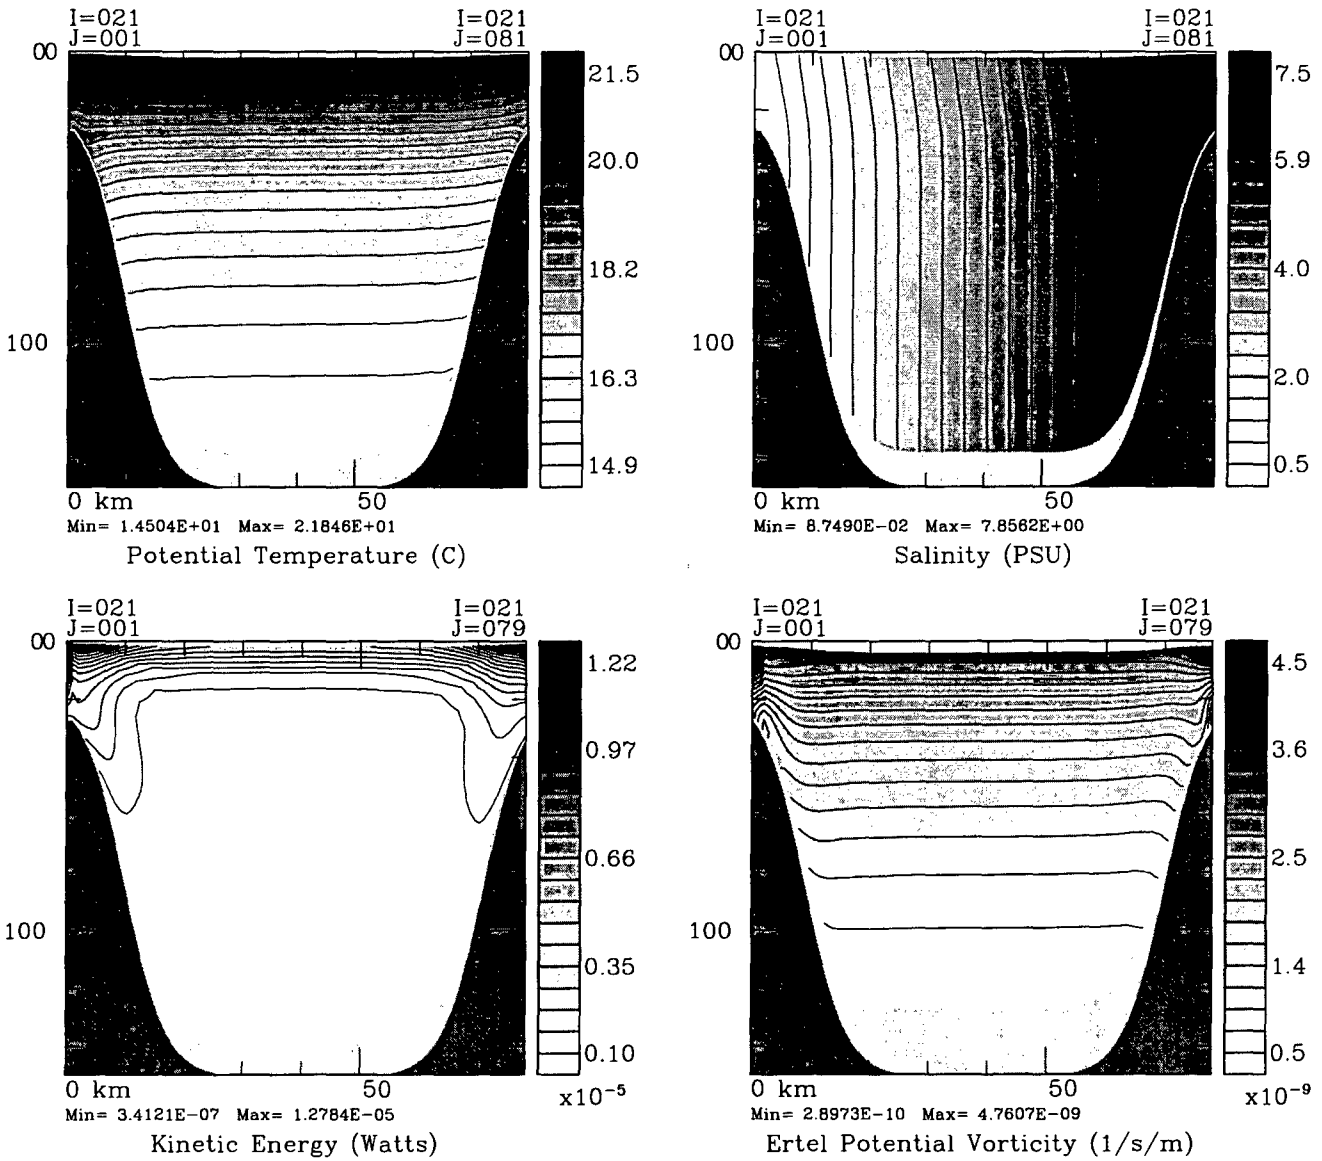 I=021 I=021
J=001 J=081
00
21.5
20.0
18.2
100
16.3
14.9
0 km 50
Min= 1.4504E+01 Max= 2.1846E+01
Potential Temperature (C)
I=021 I=021
J=001 J=081
00
7.5
5.9
4.0
100
2.0
0.5
0 km 50
Min= 8.7490E-02 Max= 7.8562E+00
Salinity (PSU)
I=021 I=021
J=001 J=079
00
1.22
0.97
0.66
100
0.35
0.10
0 km 50 x10-5
Min= 3.4121E-07 Max= 1.2784E-05
Kinetic Energy (Watts)
I=021 I=021
J=001 J=079
00
4.5
3.6
2.5
100
1.4
0.5
0 km 50 x10-9
Min= 2.8973E-10 Max= 4.7607E-09
Ertel Potential Vorticity (1/s/m)